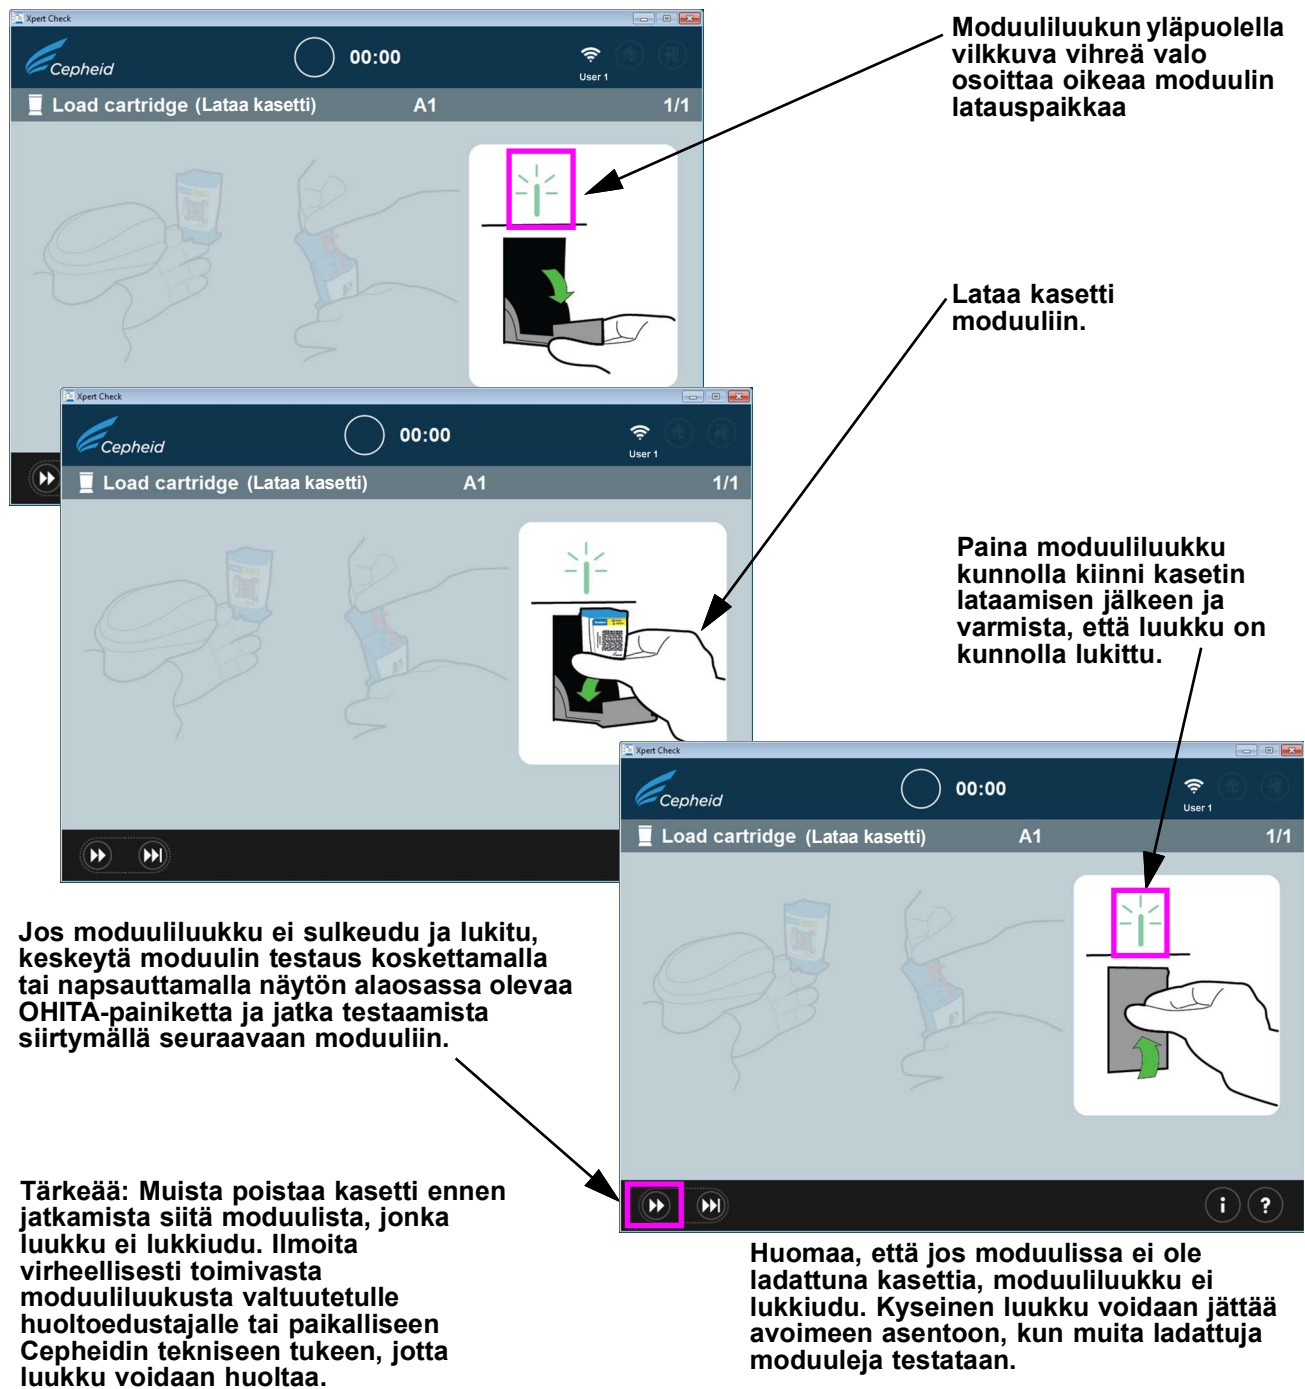 Xpert Check
Cepheid
00:00
User 1
Load cartridge (Lataa kasetti) A1 1/1
Moduuliluukun yläpuolella
vilkkuva vihreä valo
osoittaa oikeaa moduulin
latauspaikkaa
Lataa kasetti
moduuliin.
Xpert Check
Cepheid
00:00
User 1
Load cartridge (Lataa kasetti) A1 1/1
Paina moduuliluukku
kunnolla kiinni kasetin
lataamisen jälkeen ja
varmista, että luukku on
kunnolla lukittu.
Xpert Check
Cepheid
00:00
User 1
Load cartridge (Lataa kasetti) A1 1/1
i ?
Jos moduuliluukku ei sulkeudu ja lukitu,
keskeytä moduulin testaus koskettamalla
tai napsauttamalla näytön alaosassa olevaa
OHITA-painiketta ja jatka testaamista
siirtymällä seuraavaan moduuliin.
Tärkeää: Muista poistaa kasetti ennen
jatkamista siitä moduulista, jonka
luukku ei lukkiudu. Ilmoita
virheellisesti toimivasta
moduuliluukusta valtuutetulle
huoltoedustajalle tai paikalliseen
Cepheidin tekniseen tukeen, jotta
luukku voidaan huoltaa.
Huomaa, että jos moduulissa ei ole
ladattuna kasettia, moduuliluukku ei
lukkiudu. Kyseinen luukku voidaan jättää
avoimeen asentoon, kun muita ladattuja
moduuleja testataan.